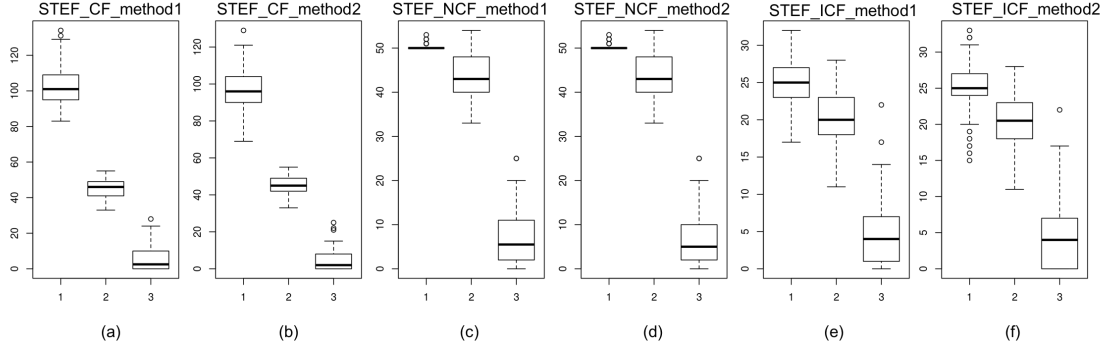 STEF_CF_method1
0 20 40 60 80 100 120
1 2 3
(a)
STEF_CF_method2
0 20 40 60 80 100 120
1 2 3
(b)
STEF_NCF_method1
0 10 20 30 40 50
1 2 3
(c)
STEF_NCF_method2
0 10 20 30 40 50
1 2 3
(d)
STEF_ICF_method1
0 5 10 15 20 25 30
1 2 3
(e)
STEF_ICF_method2
0 5 10 15 20 25 30
1 2 3
(f)